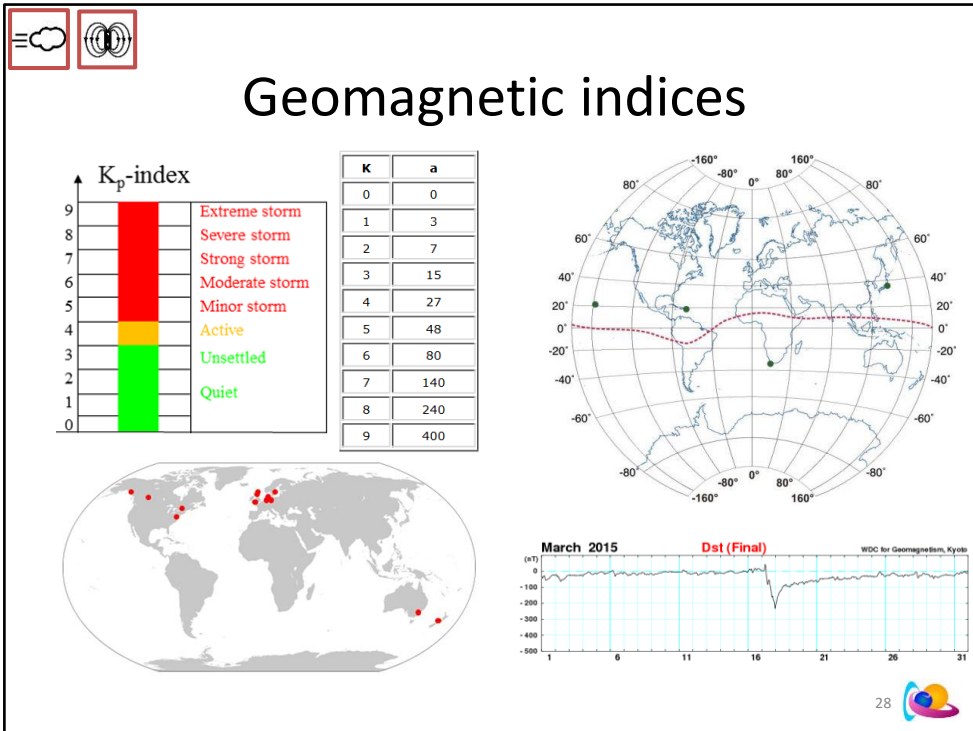 Geomagnetic indices
Kp-index
9
8
7
6
5
4
3
2
1
0
Extreme storm
Severe storm
Strong storm
Moderate storm
Minor storm
Active
Unsettled
Quiet
K a
0 0
1 3
2 7
3 15
4 27
5 48
6 80
7 140
8 240
9 400
-160° 160°
-80° 0° 80°
80° 80°
60° 60°
40° 40°
20° 20°
0° 0°
-20° -20°
-40° -40°
-60° -60°
-80° -80°
-80° 0° 80°
-160° 160°
March 2015 Dst (Final) WDC for Geomagnetism, Kyoto
(nT)
0
-100
-200
-300
-400
-500
1 6 11 16 21 26 31
28